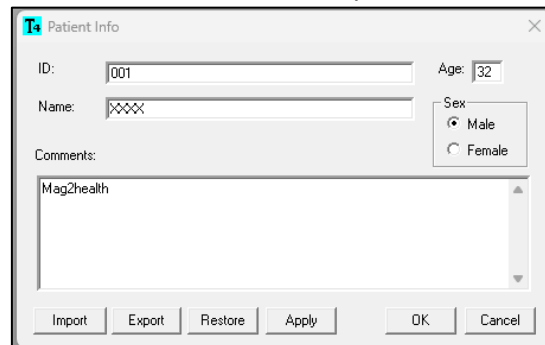 T4 Patient Info
ID: 001 Age: 32
Name: XXXX
Sex
Male
Female
Comments:
Mag2health
Import Export Restore Apply OK Cancel